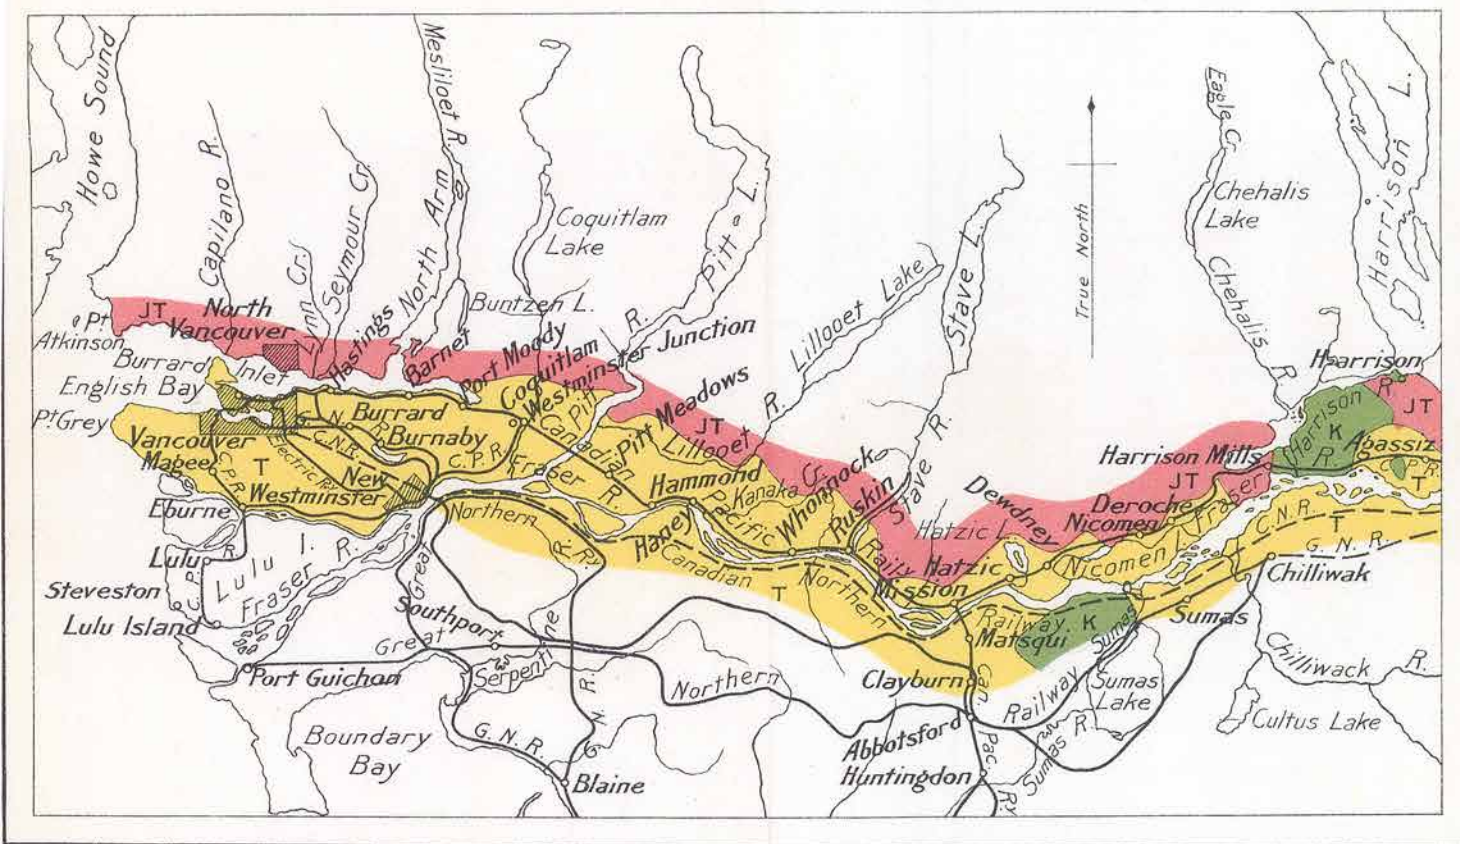 Howe Sound
Capilano R.
Lynn Cr.
Seymour Cr.
Mesliloet R.
North Arm
Coquitlam
Lake
Buntzen L.
Pitt L.
Pitt R.
Lillooet Lake
Lillooet R.
Stave L.
Stave R.
True North
Eagle Cr.
Chehalis
Lake
Chehalis R.
Harrison L.
JT
North
Vancouver
Hastings
Barnet
Port Moody
Coquitlam
Westminster Junction
Pitt Meadows
JT
Pt
Atkinson
Burrard
Inlet
English Bay
Pt Grey
Vancouver
Magee
Burrard
Burnaby
C. N. R.
C.N.R.
Electric Ry
C.P.R.
C.P.R.
T
New
Westminster
Eburne
Lulu
Steveston
Lulu Island
Lulu I.
C. P. R.
Fraser R.
Fraser R.
Canadian
Pacific
Raily
Hammond
Haney
Kanaka Cr.
Whonnock
Ruskin
Northern
R. Ry
Canadian
Northern
Railway
T
Dewdney
Hatzic L.
Hatzic
Mission
Nicomen I.
Nicomen
Deroche
JT
Harrison Mills
Hsarrison
Harrison R.
R.
K
JT
Agassiz
P. R.
T
Fraser
C.N.R.
T
G. N. R.
Chilliwak
Sumas
K
Sumas
Matsqui
Clayburn
Can.
Pac.
Ry
Railway
Sumas
Lake
Sumas R.
Abbotsford
Huntingdon
Chilliwack R.
Cultus Lake
Great
Southport
Great
Northern
Serpentine
Port Guichon
Boundary
Bay
G. N. R.
G. N. R.
Blaine